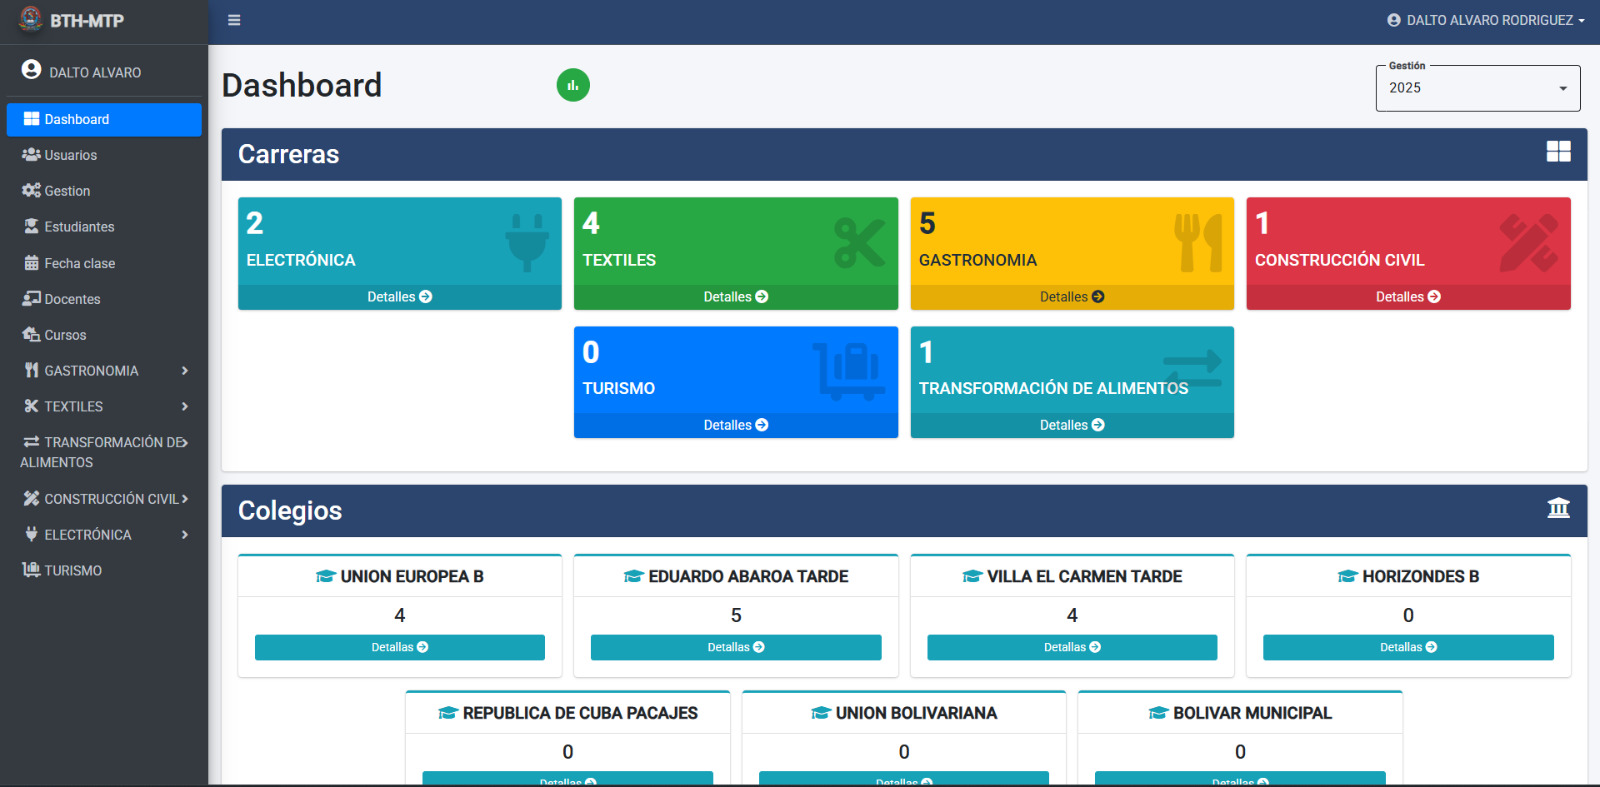 BTH-MTP
DALTO ALVARO RODRIGUEZ
DALTO ALVARO
Dashboard
Usuarios
Gestion
Estudiantes
Fecha clase
Docentes
Cursos
GASTRONOMIA
TEXTILES
TRANSFORMACIÓN DE
ALIMENTOS
CONSTRUCCIÓN CIVIL
ELECTRÓNICA
TURISMO
Dashboard
Gestión
2025
Carreras
2
ELECTRÓNICA
Detalles
4
TEXTILES
Detalles
5
GASTRONOMIA
Detalles
1
CONSTRUCCIÓN CIVIL
Detalles
0
TURISMO
Detalles
1
TRANSFORMACIÓN DE ALIMENTOS
Detalles
Colegios
UNION EUROPEA B
4
Detallas
EDUARDO ABAROA TARDE
5
Detallas
VILLA EL CARMEN TARDE
4
Detallas
HORIZONDES B
0
Detallas
REPUBLICA DE CUBA PACAJES
0
Detallas
UNION BOLIVARIANA
0
Detallas
BOLIVAR MUNICIPAL
0
Detallas